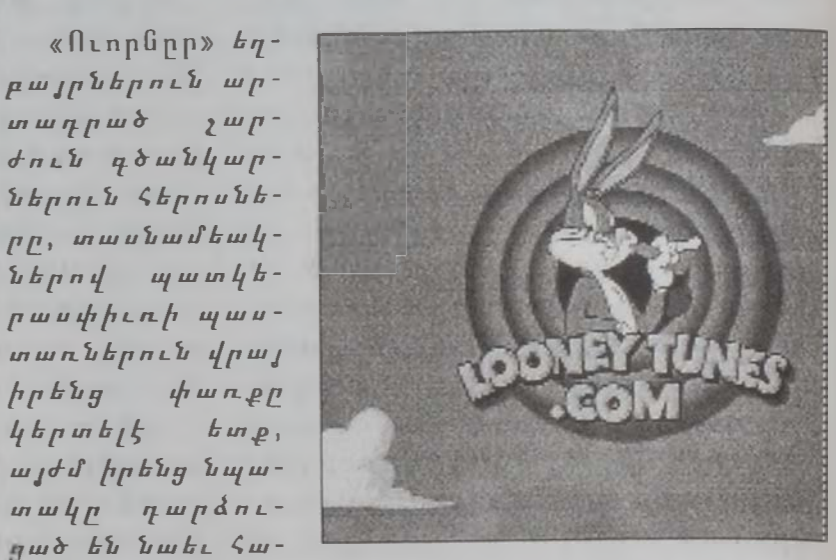 «Ուորնըր» եղ-
բայրներուն ար-
տադրած շար-
ժուն գծանկար-
ներուն հերոսնե-
րը, տասնամեակ-
ներով պատկե-
րասփիւռի պաս-
տառներուն վրայ
իրենց փառքը
կերտելէ ետք,
այժմ իրենց նպա-
տակը դարձու-
ցած են նաեւ հա-
LOONEY TUNES
.COM